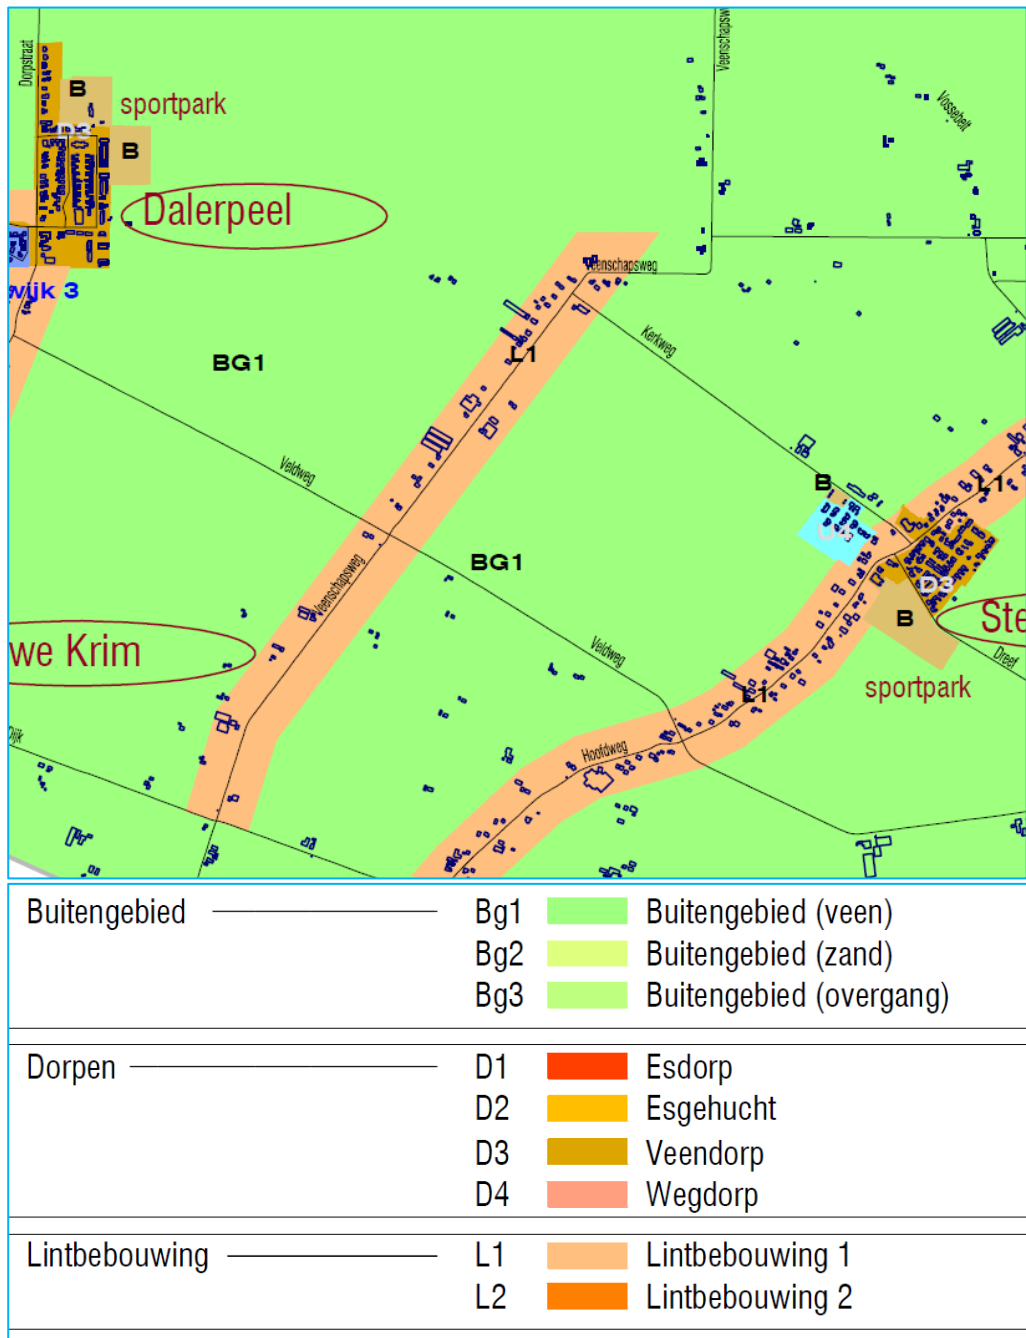 Dorpstraat
Veenschapsweg
B
sportpark
Vossebelt
D3
B
Dalerpeel
Veenschapsweg
wijk 3
Kerkweg
L1
BG1
Veldweg
B
L1
BG1
Veenschapsweg
D3
B
Ste
we Krim
Veldweg
Dreef
sportpark
L1
Dijk
Hoofdweg
Buitengebied Bg1 Buitengebied (veen)
Bg2 Buitengebied (zand)
Bg3 Buitengebied (overgang)
Dorpen D1 Esdorp
D2 Esgehucht
D3 Veendorp
D4 Wegdorp
Lintbebouwing L1 Lintbebouwing 1
L2 Lintbebouwing 2